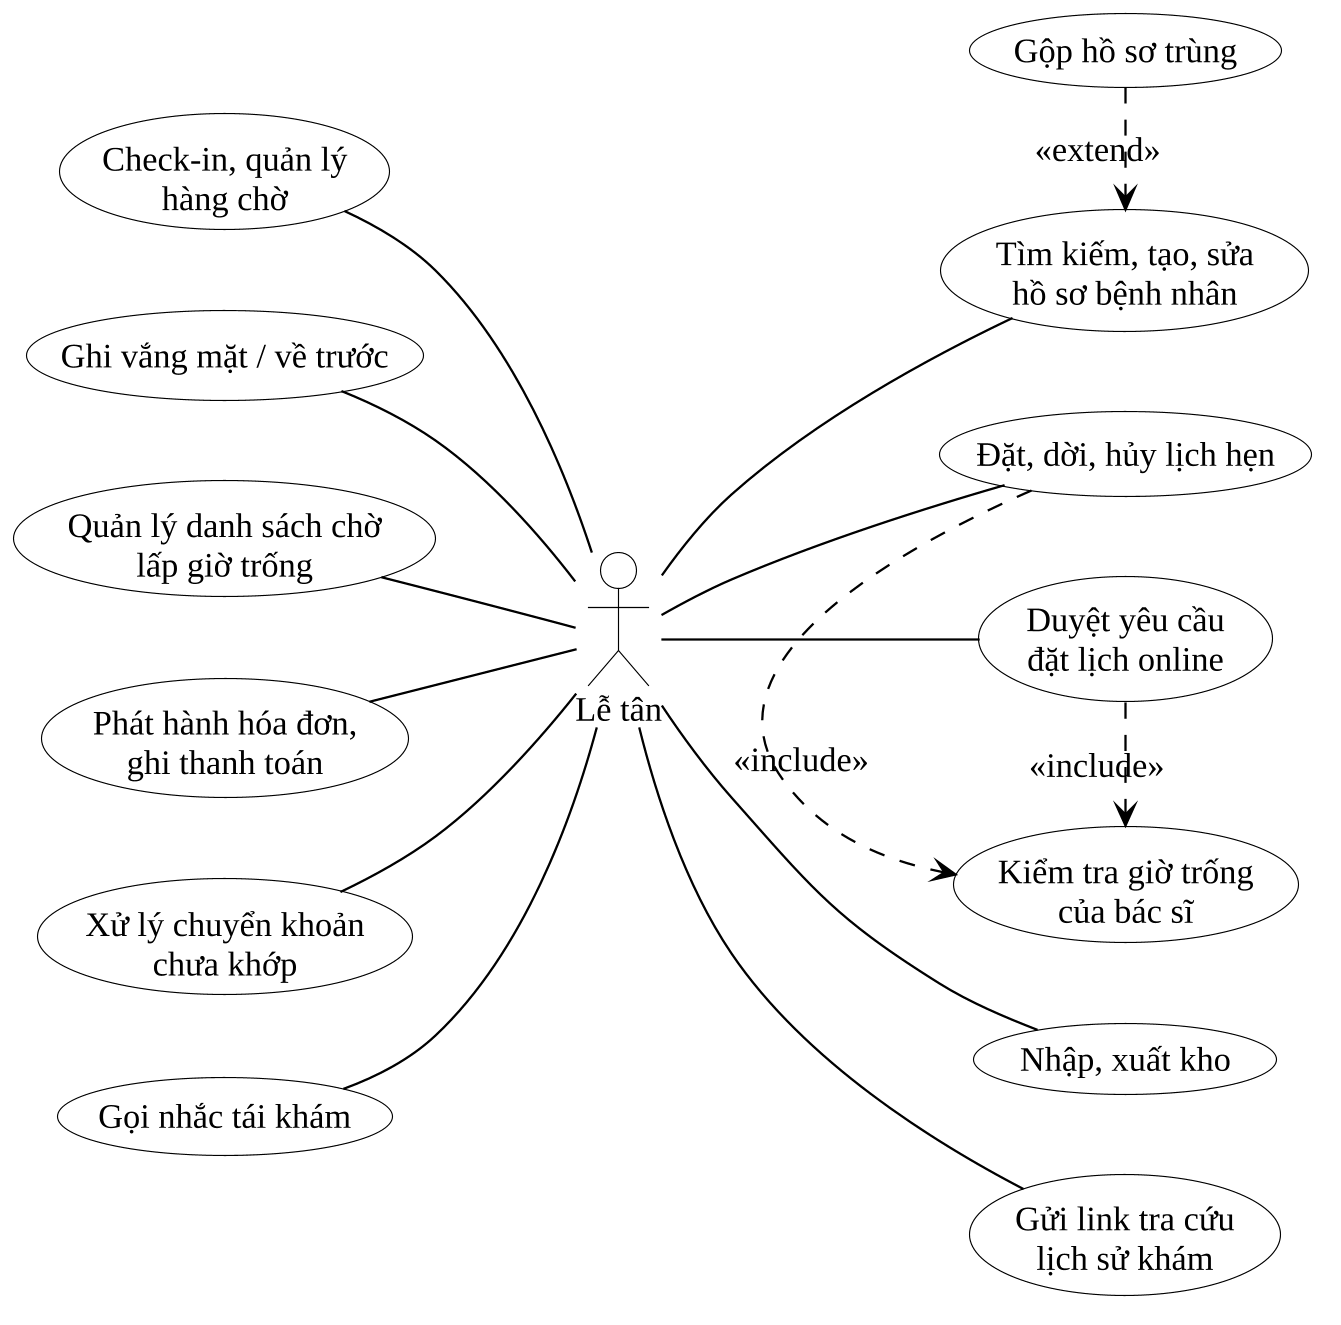 Gộp hồ sơ trùng
«extend»
Check-in, quản lý
hàng chờ
Tìm kiếm, tạo, sửa
hồ sơ bệnh nhân
Ghi vắng mặt / về trước
Đặt, dời, hủy lịch hẹn
Quản lý danh sách chờ
lấp giờ trống
Duyệt yêu cầu
đặt lịch online
Lễ tân
Phát hành hóa đơn,
ghi thanh toán
«include»
«include»
Kiểm tra giờ trống
của bác sĩ
Xử lý chuyển khoản
chưa khớp
Nhập, xuất kho
Gọi nhắc tái khám
Gửi link tra cứu
lịch sử khám